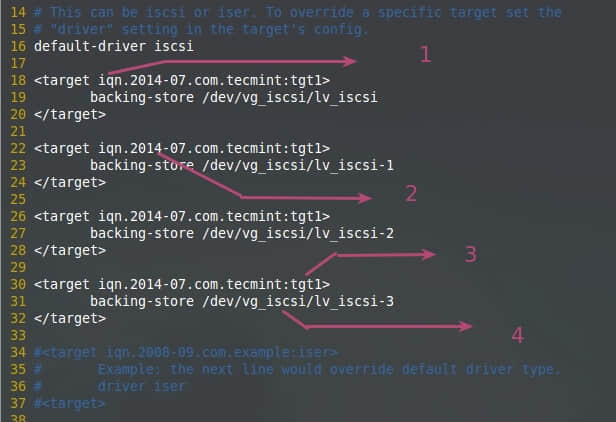 14 # This can be iscsi or iser. To override a specific target set the
15 # "driver" setting in the target's config.
16 default-driver iscsi
17
1
18 <target iqn.2014-07.com.tecmint:tgt1>
19 backing-store /dev/vg_iscsi/lv_iscsi
20 </target>
21
22 <target iqn.2014-07.com.tecmint:tgt1>
23 backing-store /dev/vg_iscsi/lv_iscsi-1
24 </target>
25
2
26 <target iqn.2014-07.com.tecmint:tgt1>
27 backing-store /dev/vg_iscsi/lv_iscsi-2
28 </target>
3
29
30 <target iqn.2014-07.com.tecmint:tgt1>
31 backing-store /dev/vg_iscsi/lv_iscsi-3
32 </target>
4
33
34 #<target iqn.2008-09.com.example:iser>
35 # Example: the next line would override default driver type.
36 # driver iser
37 #<target>
38